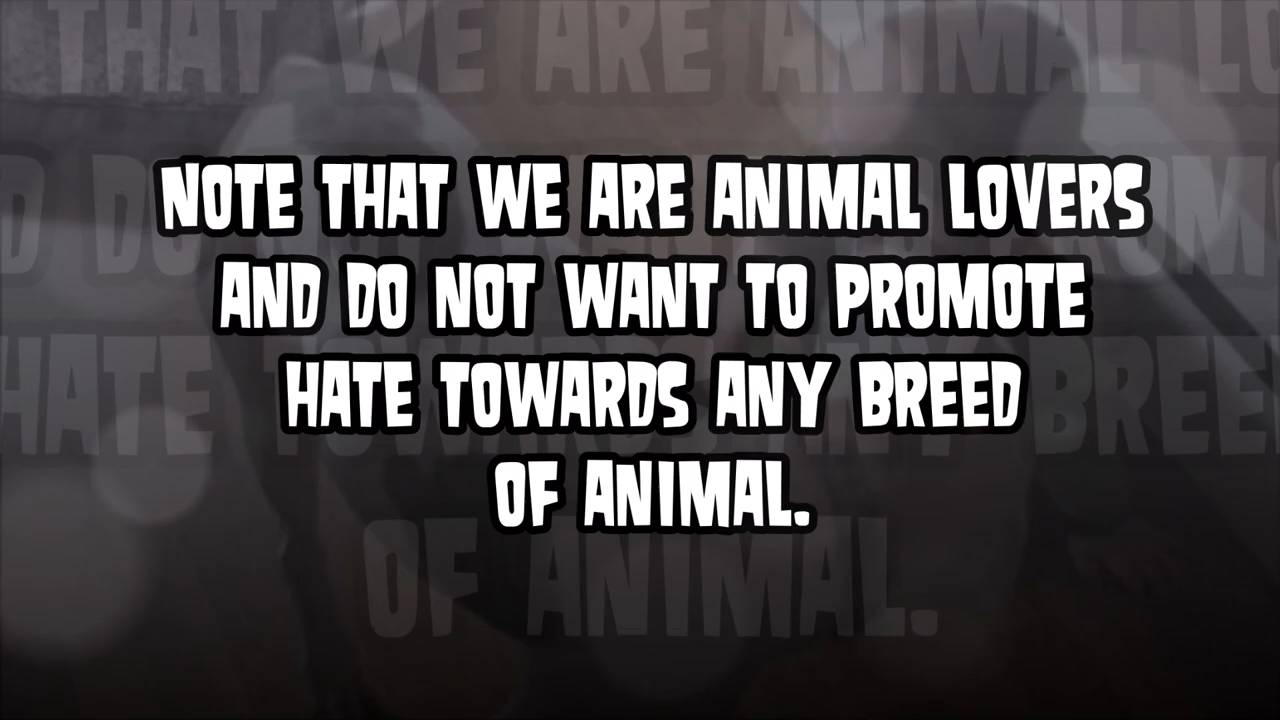 NOTE THAT WE ARE ANIMAL LOVERS
AND DO NOT WANT TO PROMOTE
HATE TOWARDS ANY BREED
OF ANIMAL.